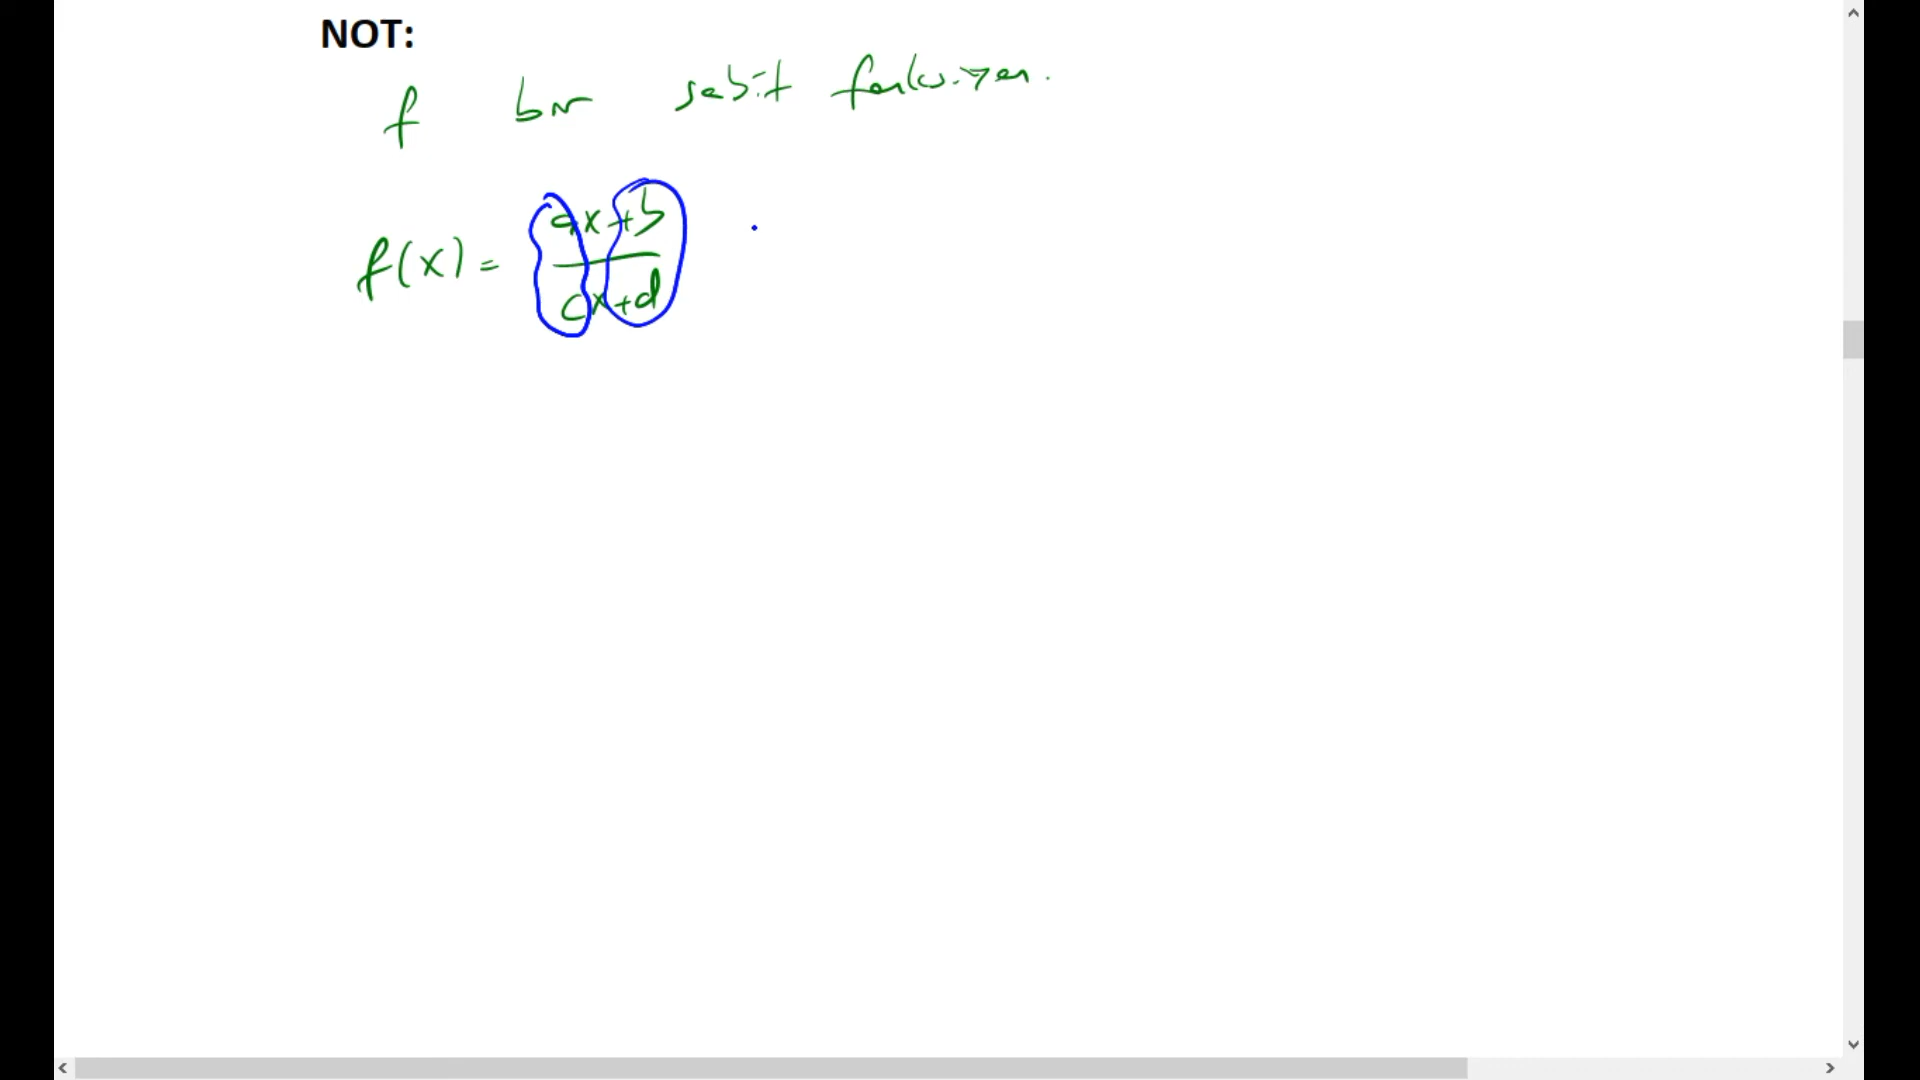 NOT:
f bir sabit fonksiyon.
f(x) = ax+b / cx+d